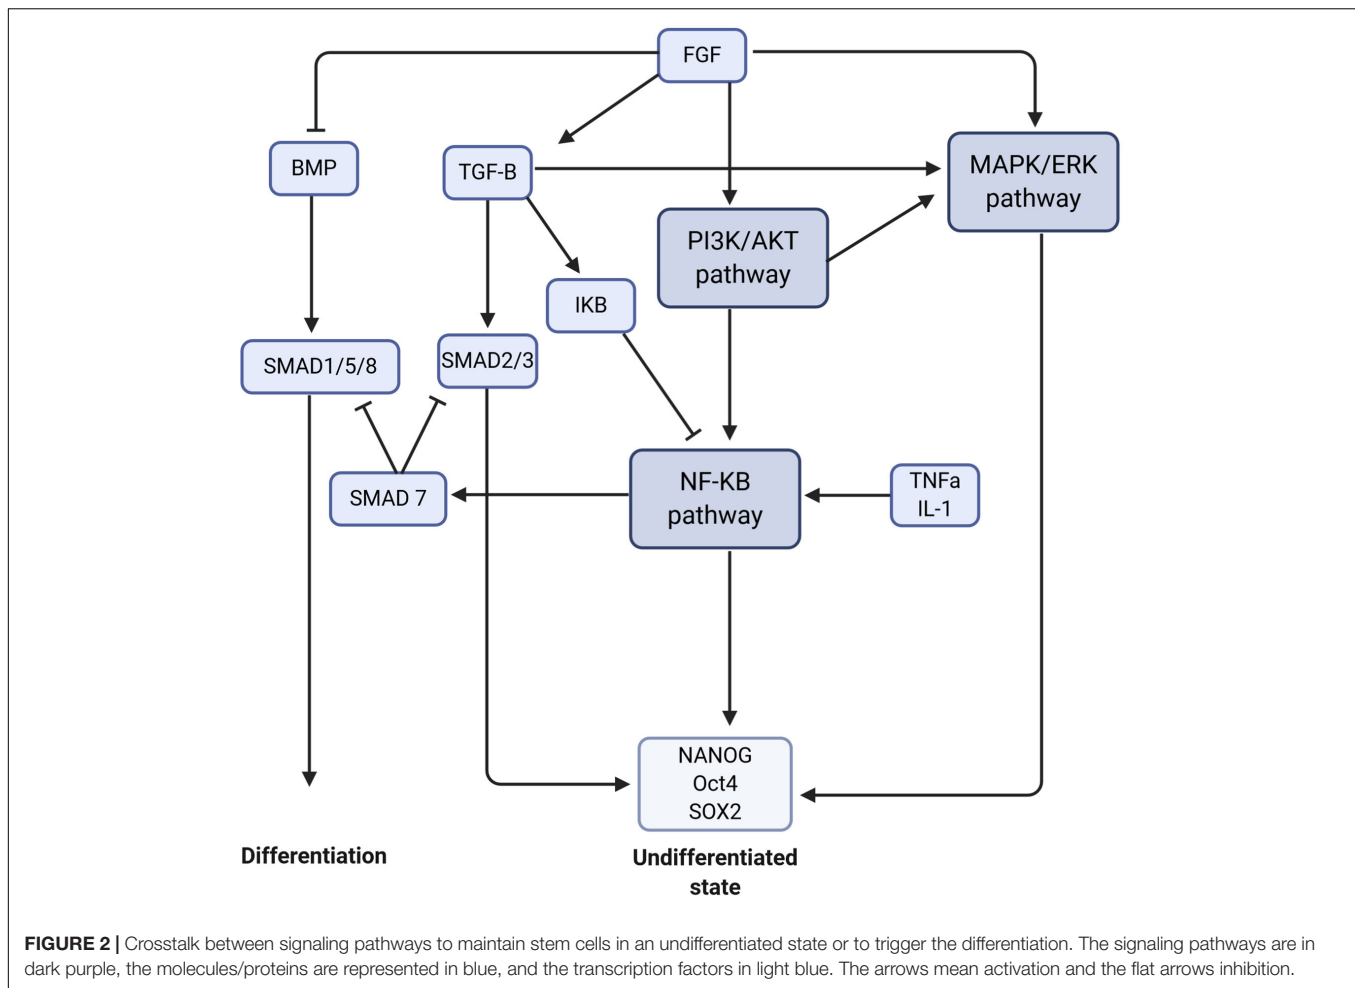 FGF
BMP
TGF-B
MAPK/ERK
pathway
PI3K/AKT
pathway
IKB
SMAD1/5/8
SMAD2/3
SMAD 7
NF-KB
pathway
TNFa
IL-1
NANOG
Oct4
SOX2
Differentiation
Undifferentiated
state
FIGURE 2 | Crosstalk between signaling pathways to maintain stem cells in an undifferentiated state or to trigger the differentiation. The signaling pathways are in
dark purple, the molecules/proteins are represented in blue, and the transcription factors in light blue. The arrows mean activation and the flat arrows inhibition.